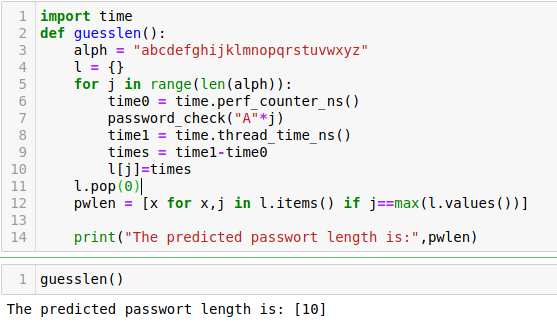 1 import time
2 def guesslen():
3     alph = "abcdefghijklmnopqrstuvwxyz"
4     l = {}
5     for j in range(len(alph)):
6         time0 = time.perf_counter_ns()
7         password_check("A"*j)
8         time1 = time.thread_time_ns()
9         times = time1-time0
10         l[j]=times
11     l.pop(0)
12     pwlen = [x for x,j in l.items() if j==max(l.values())]
13
14     print("The predicted passwort length is:",pwlen)
1 guesslen()
The predicted passwort length is: [10]